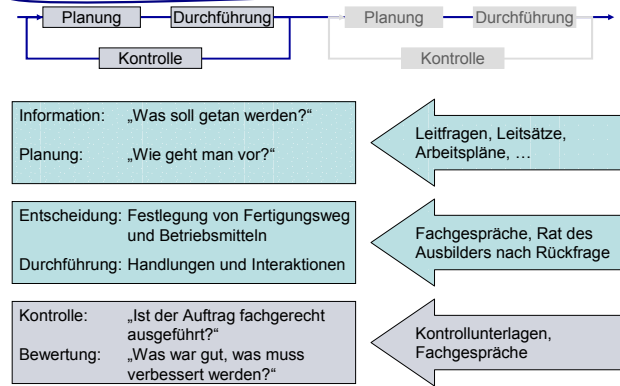 Planung Durchführung Planung Durchführung
Kontrolle Kontrolle
Information: „Was soll getan werden?“
Planung: „Wie geht man vor?“
Leitfragen, Leitsätze,
Arbeitspläne, …
Entscheidung: Festlegung von Fertigungsweg
und Betriebsmitteln
Durchführung: Handlungen und Interaktionen
Fachgespräche, Rat des
Ausbilders nach Rückfrage
Kontrolle: „Ist der Auftrag fachgerecht
ausgeführt?“
Bewertung: „Was war gut, was muss
verbessert werden?“
Kontrollunterlagen,
Fachgespräche